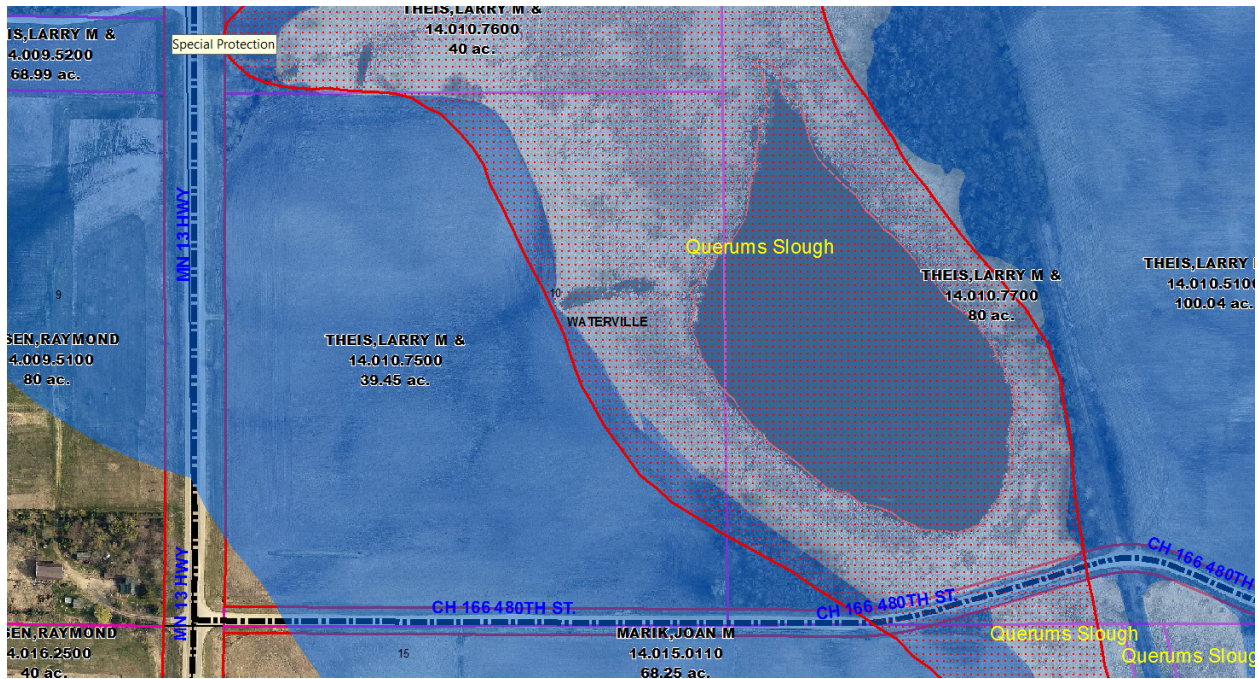 THEIS,LARRY M &
14.010.7600
40 ac.
IS,LARRY M &
4.009.5200
68.99 ac.
Special Protection
MN 13 HWY
9
SEN,RAYMOND
4.009.5100
80 ac.
THEIS,LARRY M &
14.010.7500
39.45 ac.
10
WATERVILLE
Querums Slough
THEIS,LARRY M &
14.010.7700
80 ac.
THEIS,LARRY
14.010.5100
100.04 ac.
MN 13 HWY
CH 166 480TH ST.
CH 166 480TH ST.
CH 166 480TH
SEN,RAYMOND
4.016.2500
40 ac.
15
MARIK,JOAN M
14.015.0110
68.25 ac.
Querums Slough
Querums Sloug